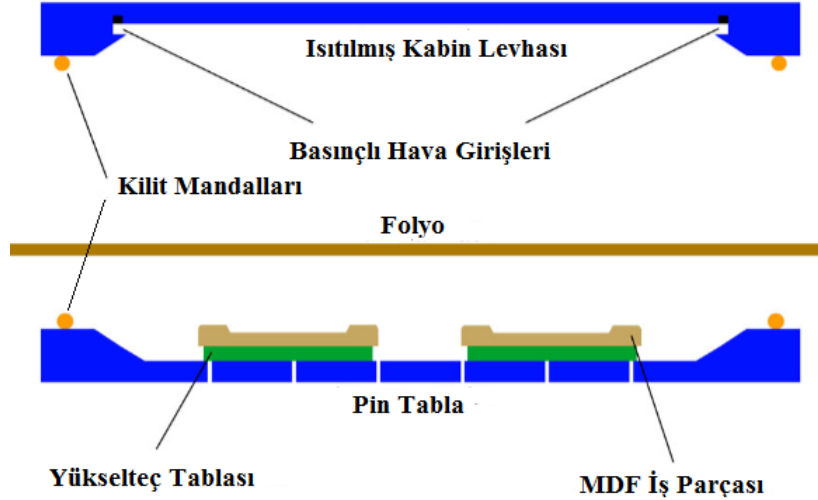 Isıtılmış Kabin Levhası
Basınçlı Hava Girişleri
Kilit Mandalları
Folyo
Pin Tabla
Yükselteç Tablası
MDF İş Parçası